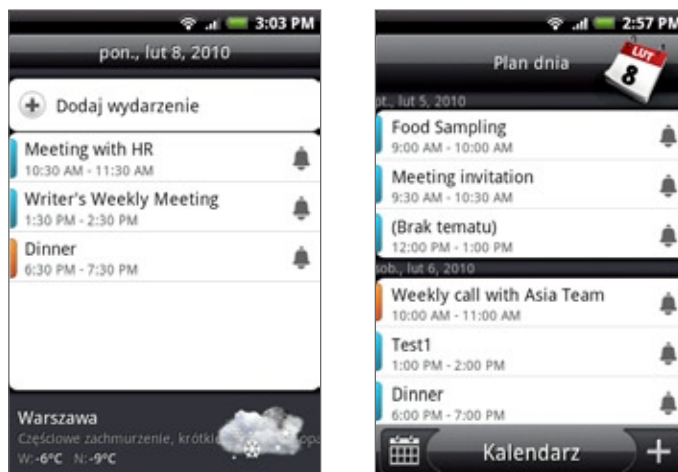 3:03 PM
pon., lut 8, 2010
Dodaj wydarzenie
Meeting with HR
10:30 AM - 11:30 AM
Writer's Weekly Meeting
1:30 PM - 2:30 PM
Dinner
6:30 PM - 7:30 PM
Warszawa
Częściowe zachmurzenie, krótkie
W:-6°C N:-9°C
2:57 PM
Plan dnia
LUT
8
pt., lut 5, 2010
Food Sampling
9:00 AM - 10:00 AM
Meeting invitation
9:30 AM - 10:30 AM
(Brak tematu)
12:00 PM - 1:00 PM
sob., lut 6, 2010
Weekly call with Asia Team
10:00 AM - 11:00 AM
Test1
1:00 PM - 2:00 PM
Dinner
6:00 PM - 7:00 PM
Kalendarz